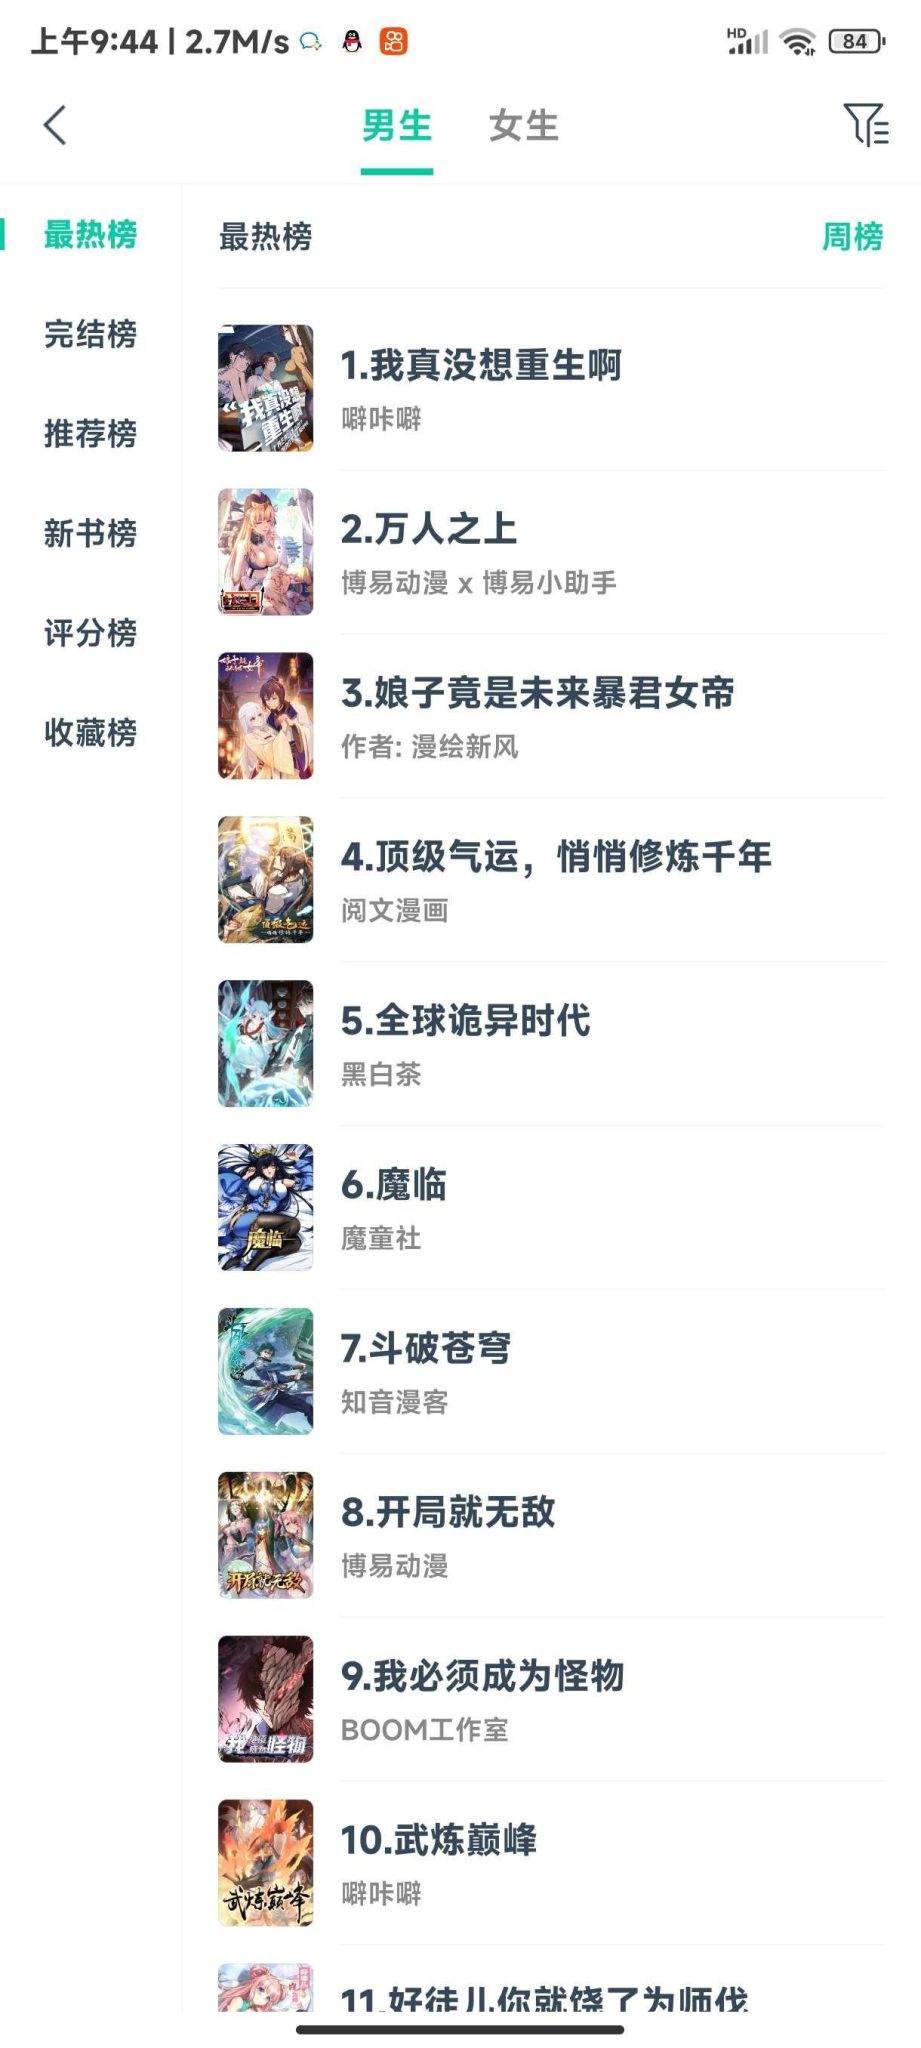 上午9:44 | 2.7M/s
HD
84
男生
女生
最热榜
完结榜
推荐榜
新书榜
评分榜
收藏榜
最热榜
周榜
我真没想
重生啊
1.我真没想重生啊
噼咔噼
2.万人之上
博易动漫 x 博易小助手
3.娘子竟是未来暴君女帝
作者: 漫绘新风
顶级气运
4.顶级气运，悄悄修炼千年
阅文漫画
5.全球诡异时代
黑白茶
魔临
6.魔临
魔童社
7.斗破苍穹
知音漫客
开局就无敌
8.开局就无敌
博易动漫
怪物
9.我必须成为怪物
BOOM工作室
武炼巅峰
10.武炼巅峰
噼咔噼
11.好徒儿你就饶了为师伐